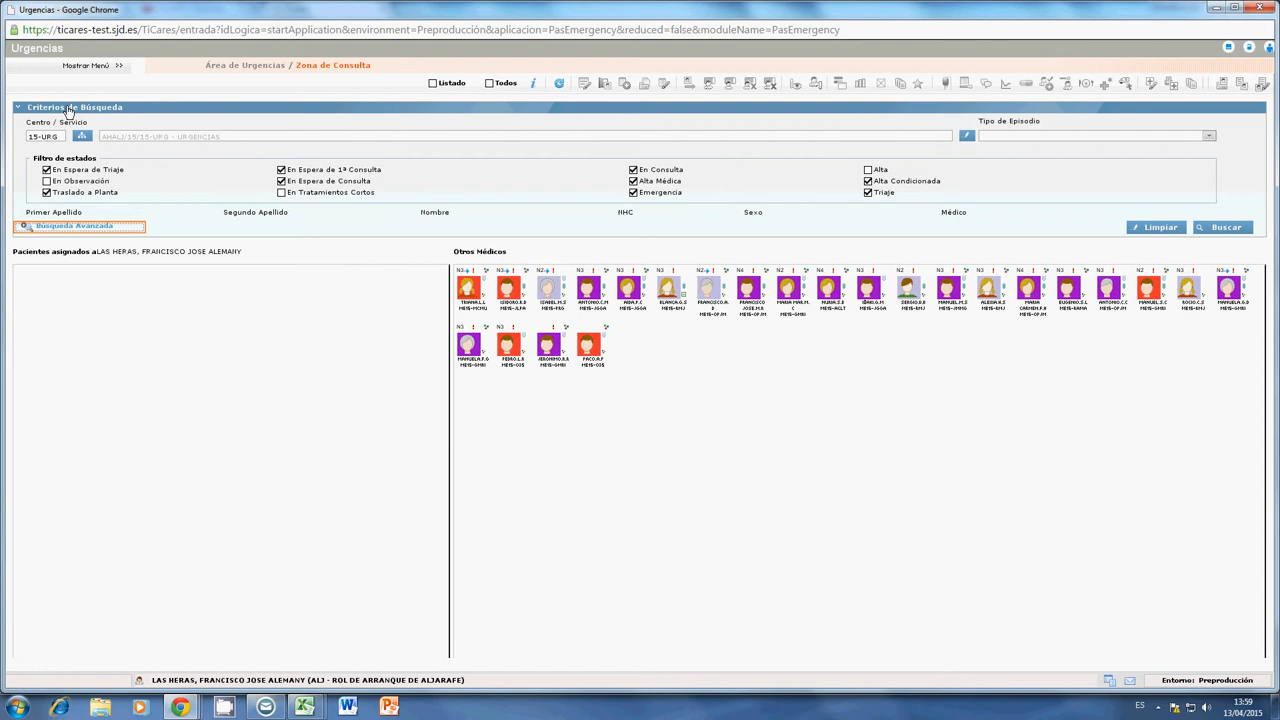 Urgencias - Google Chrome
https://ticares-test.sjd.es/TiCares/entrada?idLogica=startApplication&environment=Preproducción&aplicacion=PasEmergency&reduced=false&moduleName=PasEmergency
Urgencias
Mostrar Menú >> Área de Urgencias / Zona de Consulta
Listado Todos
Criterios de Búsqueda
Centro / Servicio Tipo de Episodio
15-URG AHALJ/15/15-URG - URGENCIAS
Filtro de estados
En Espera de Triaje En Espera de 1ª Consulta En Consulta Alta
En Observación En Espera de Consulta Alta Médica Alta Condicionada
Traslado a Planta En Tratamientos Cortos Emergencia Triaje
Primer Apellido Segundo Apellido Nombre NHC Sexo Médico
Búsqueda Avanzada Limpiar Buscar
Pacientes asignados aLAS HERAS, FRANCISCO JOSE ALEMANY Otros Médicos
LAS HERAS, FRANCISCO JOSE ALEMANY (ALJ - ROL DE ARRANQUE DE ALJARAFE) Entorno: Preproducción
ES 13:59
13/04/2015